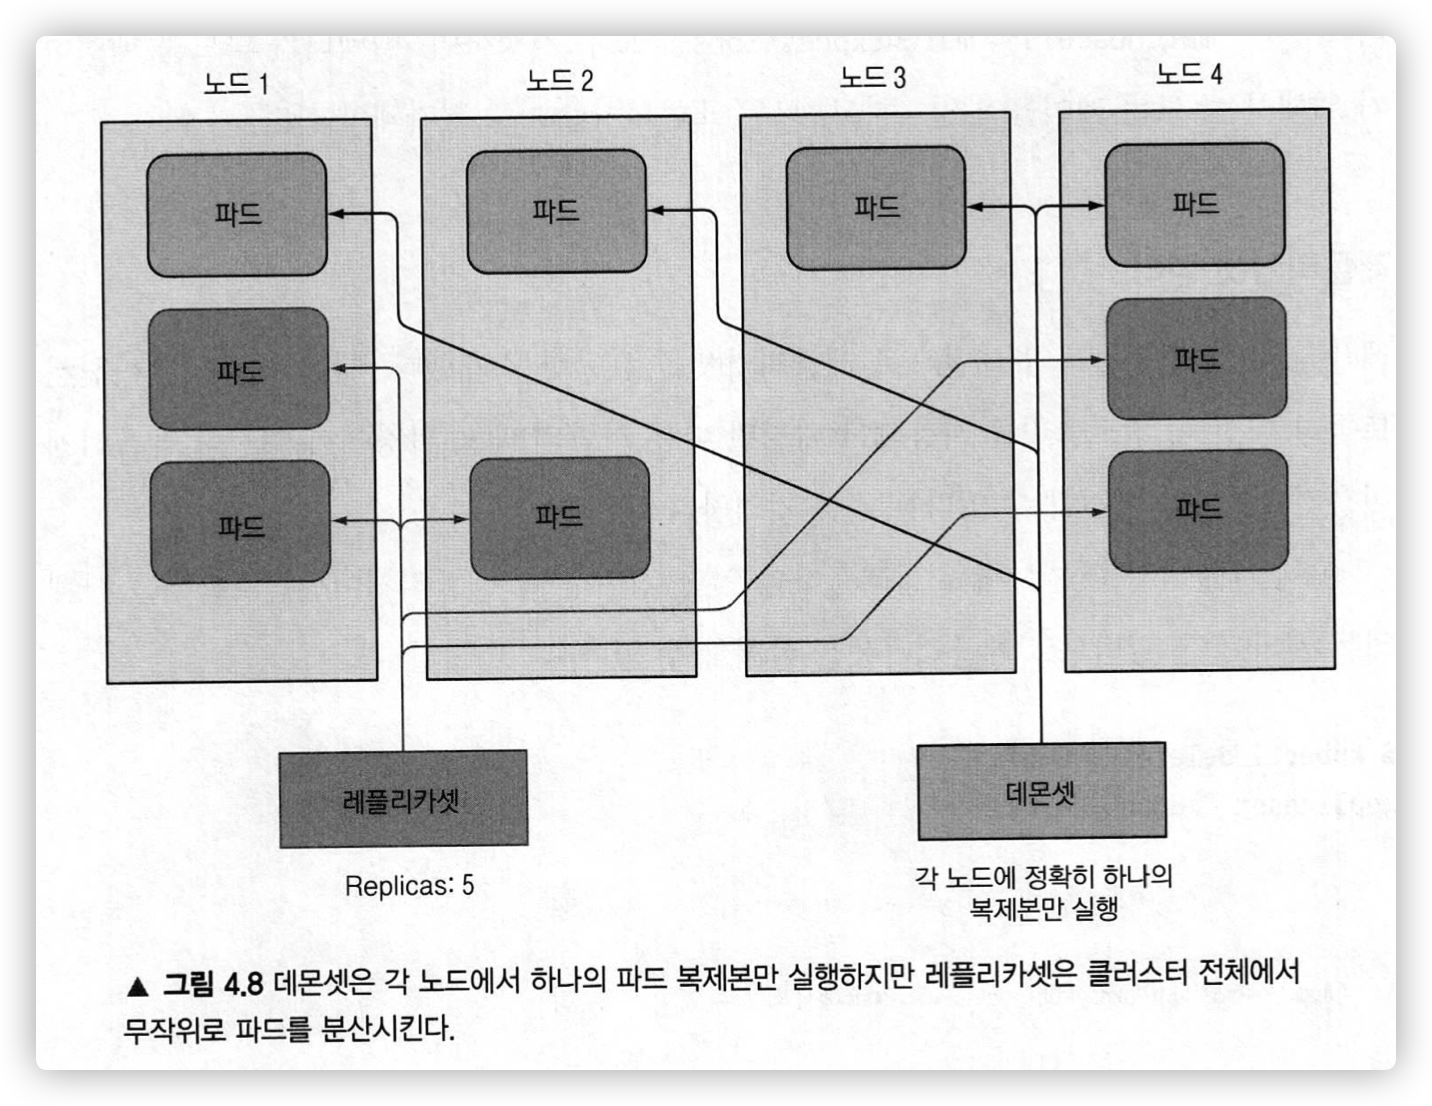 노드 1
노드 2
노드 3
노드 4
파드
파드
파드
파드
파드
파드
파드
파드
파드
레플리카셋
데몬셋
Replicas: 5
각 노드에 정확히 하나의
복제본만 실행
▲ 그림 4.8 데몬셋은 각 노드에서 하나의 파드 복제본만 실행하지만 레플리카셋은 클러스터 전체에서
무작위로 파드를 분산시킨다.